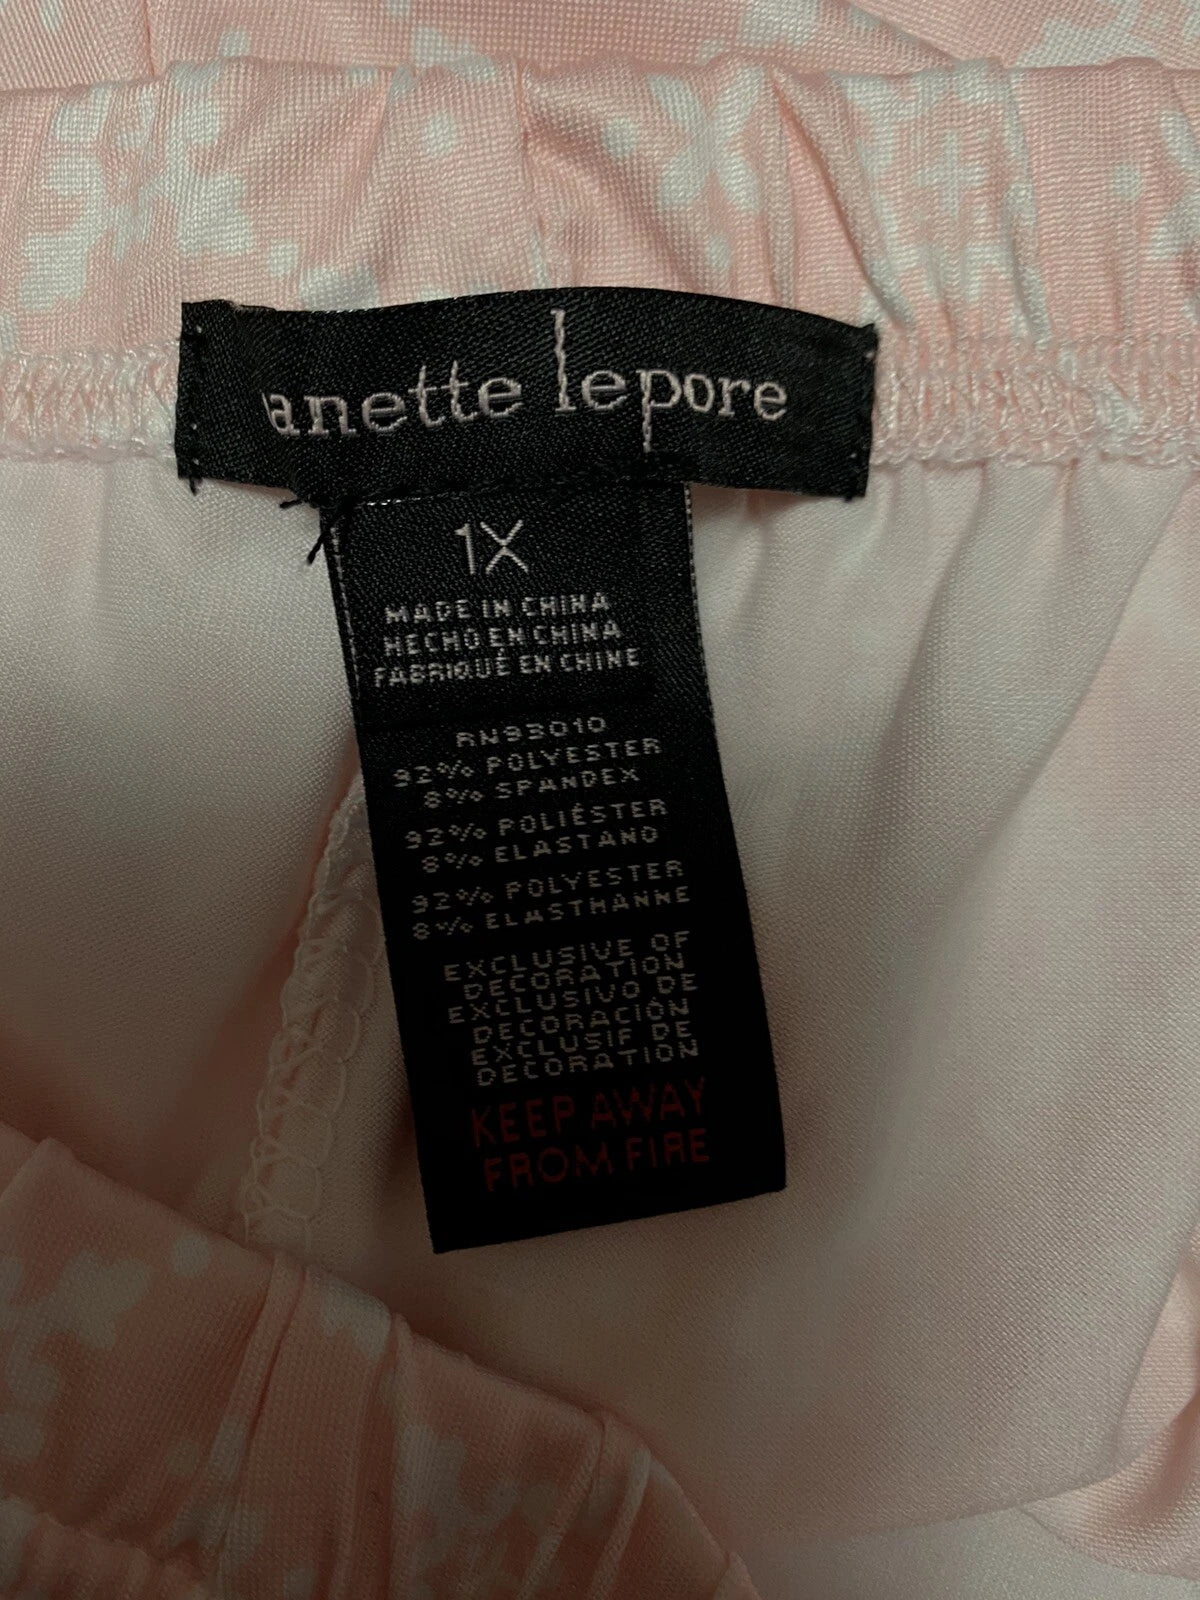 anette lepore
1X
MADE IN CHINA
HECHO EN CHINA
FABRIQUÉ EN CHINE
RN93010
92% POLYESTER
8% SPANDEX
92% POLIÉSTER
8% ELASTANO
92% POLYESTER
8% ELASTHANNE
EXCLUSIVE OF
DECORATION
EXCLUSIVO DE
DECORACIÓN
EXCLUSIF DE
DECORATION
KEEP AWAY
FROM FIRE